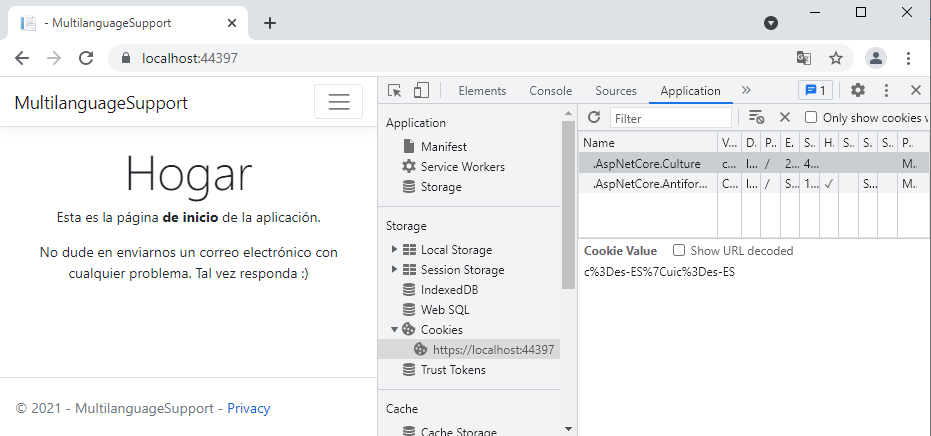 - MultilanguageSupport
localhost:44397
MultilanguageSupport
Hogar
Esta es la página de inicio de la aplicación.
No dude en enviarnos un correo electrónico con
cualquier problema. Tal vez responda :)
© 2021 - MultilanguageSupport - Privacy
Elements Console Sources Application 1
Application
Manifest
Service Workers
Storage
Storage
Local Storage
Session Storage
IndexedDB
Web SQL
Cookies
https://localhost:44397
Trust Tokens
Cache
Cache Storage
Filter Only show cookies
Name V... D. P.. E. S.. H. S.. S.. S.. P..
.AspNetCore.Culture c... l... / 2... 4... M..
.AspNetCore.Antifor... C... l... / S... 1... ✓ S... M..
Cookie Value Show URL decoded
c%3Des-ES%7Cuic%3Des-ES